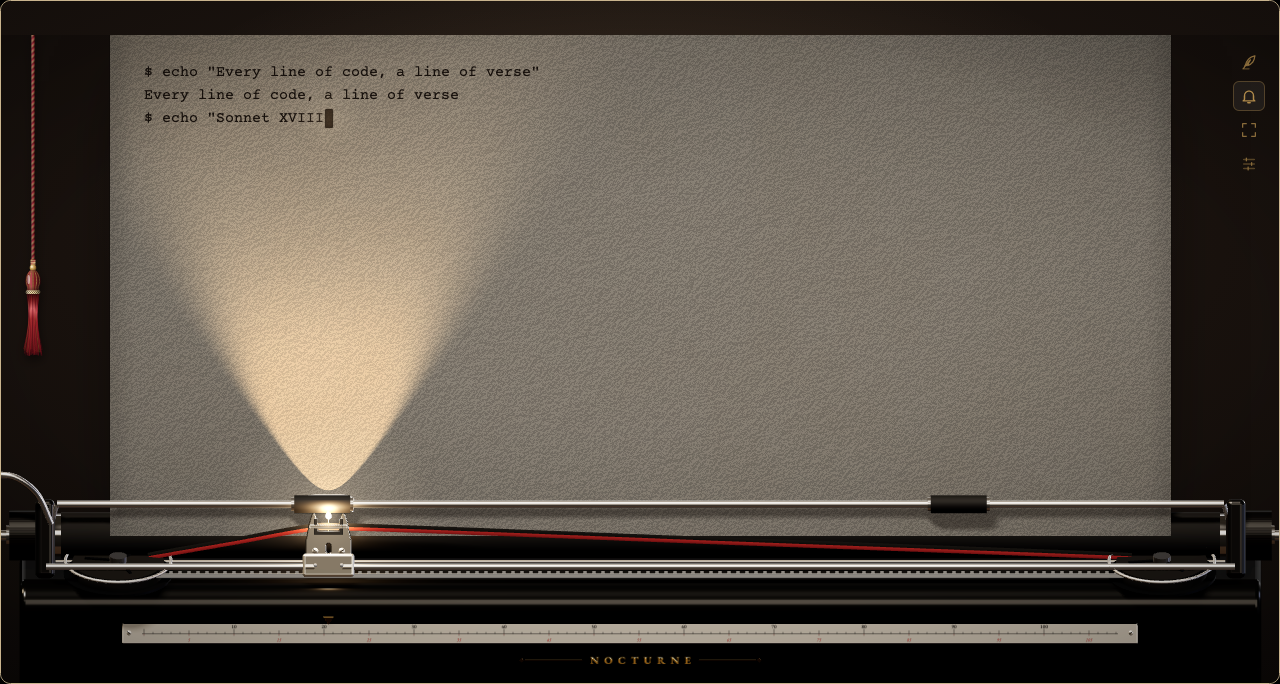 $ echo "Every line of code, a line of verse"
Every line of code, a line of verse
$ echo "Sonnet XVIII
NOCTURNE